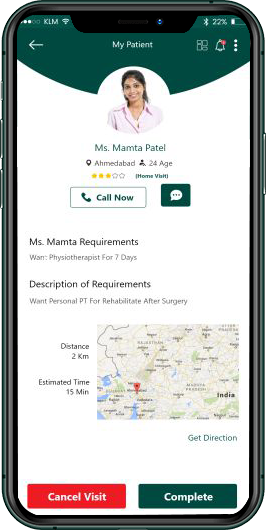 KLM 22%
My Patient
Ms. Mamta Patel
Ahmedabad 24 Age
(Home Visit)
Call Now
Ms. Mamta Requirements
Wan: Physiotherapist For 7 Days
Description of Requirements
Want Personal PT For Rehabilitate After Surgery
Distance
2 Km
Estimated Time
15 Min
RAJASTHAN
India
Get Direction
Cancel Visit Complete